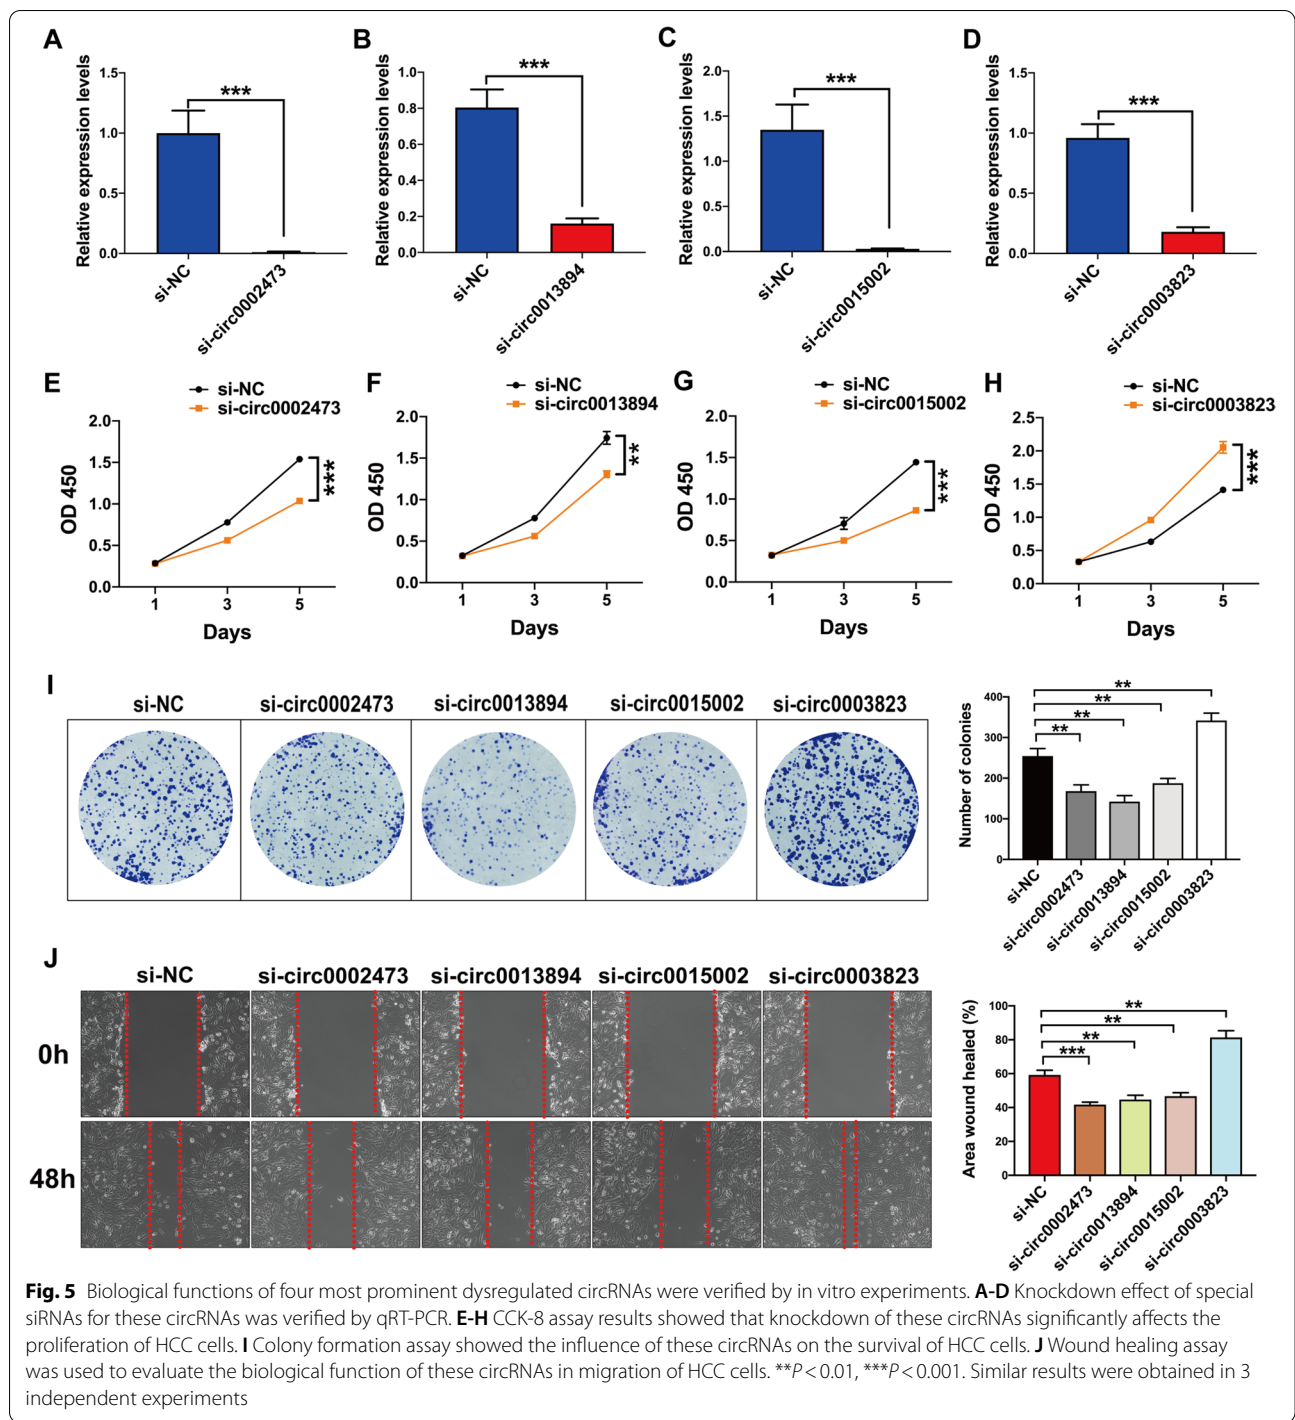 A
Relative expression levels
1.5
1.0
0.5
0.0
***
si-NC
si-circ0002473
B
Relative expression levels
1.0
0.8
0.6
0.4
0.2
0.0
***
si-NC
si-circ0013894
C
Relative expression levels
2.0
1.5
1.0
0.5
0.0
***
si-NC
si-circ0015002
D
Relative expression levels
1.5
1.0
0.5
0.0
***
si-NC
si-circ0003823
E
si-NC
si-circ0002473
OD 450
2.0
1.5
1.0
0.5
0.0
***
1 3 5
Days
F
si-NC
si-circ0013894
OD 450
2.0
1.5
1.0
0.5
0.0
**
1 3 5
Days
G
si-NC
si-circ0015002
OD 450
2.0
1.5
1.0
0.5
0.0
***
1 3 5
Days
H
si-NC
si-circ0003823
OD 450
2.5
2.0
1.5
1.0
0.5
0.0
***
1 3 5
Days
I
si-NC si-circ0002473 si-circ0013894 si-circ0015002 si-circ0003823
Number of colonies
400
300
200
100
0
**
**
**
**
si-NC
si-circ0002473
si-circ0013894
si-circ0015002
si-circ0003823
J
si-NC si-circ0002473 si-circ0013894 si-circ0015002 si-circ0003823
0h
48h
Area wound healed (%)
100
80
60
40
20
0
**
**
**
***
si-NC
si-circ0002473
si-circ0013894
si-circ0015002
si-circ0003823
Fig. 5 Biological functions of four most prominent dysregulated circRNAs were verified by in vitro experiments. A-D Knockdown effect of special
siRNAs for these circRNAs was verified by qRT-PCR. E-H CCK-8 assay results showed that knockdown of these circRNAs significantly affects the
proliferation of HCC cells. I Colony formation assay showed the influence of these circRNAs on the survival of HCC cells. J Wound healing assay
was used to evaluate the biological function of these circRNAs in migration of HCC cells. **P < 0.01, ***P < 0.001. Similar results were obtained in 3
independent experiments